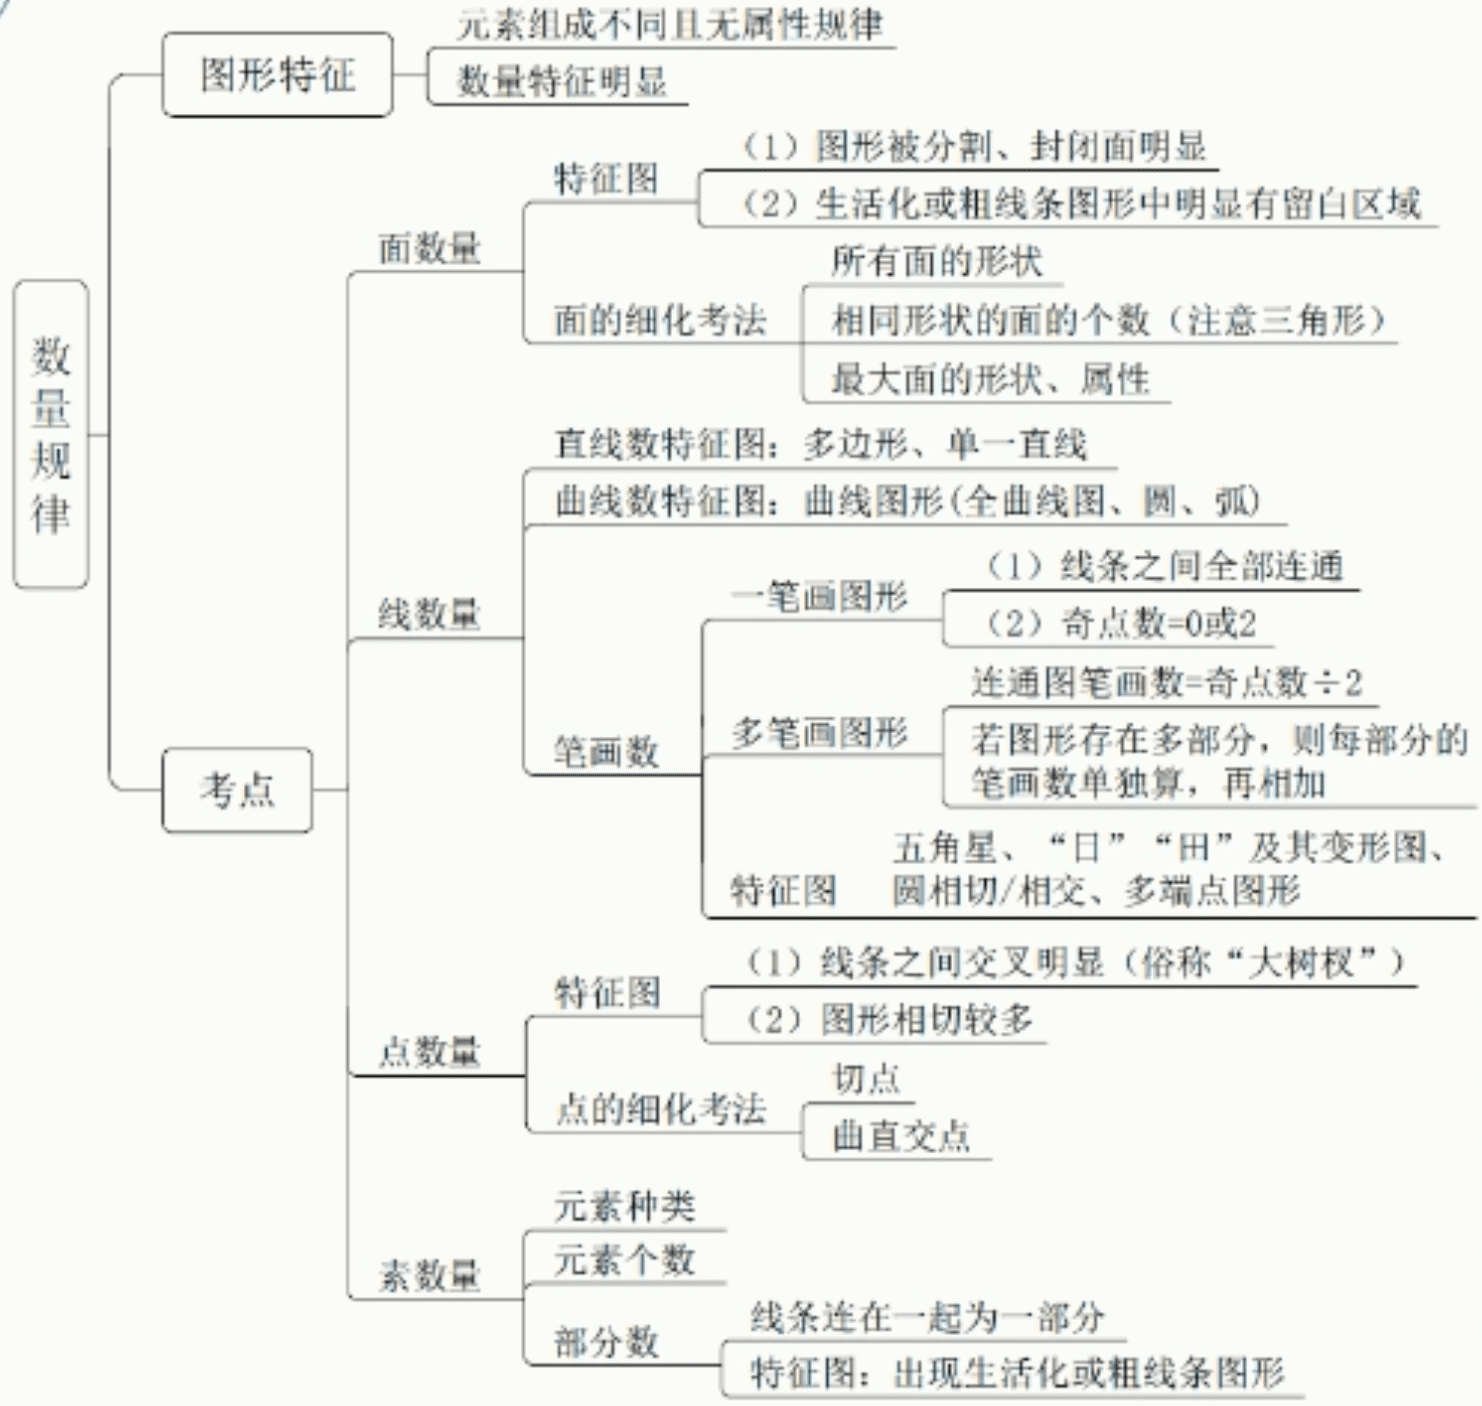 数量规律
图形特征
元素组成不同且无属性规律
数量特征明显
考点
面数量
特征图
（1）图形被分割、封闭面明显
（2）生活化或粗线条图形中明显有留白区域
面的细化考法
所有面的形状
相同形状的面的个数（注意三角形）
最大面的形状、属性
线数量
直线数特征图：多边形、单一直线
曲线数特征图：曲线图形(全曲线图、圆、弧)
笔画数
一笔画图形
（1）线条之间全部连通
（2）奇点数=0或2
多笔画图形
连通图笔画数=奇点数÷2
若图形存在多部分，则每部分的
笔画数单独算，再相加
特征图
五角星、“日”“田”及其变形图、
圆相切/相交、多端点图形
点数量
特征图
（1）线条之间交叉明显（俗称“大树杈”）
（2）图形相切较多
点的细化考法
切点
曲直交点
素数量
元素种类
元素个数
部分数
线条连在一起为一部分
特征图：出现生活化或粗线条图形